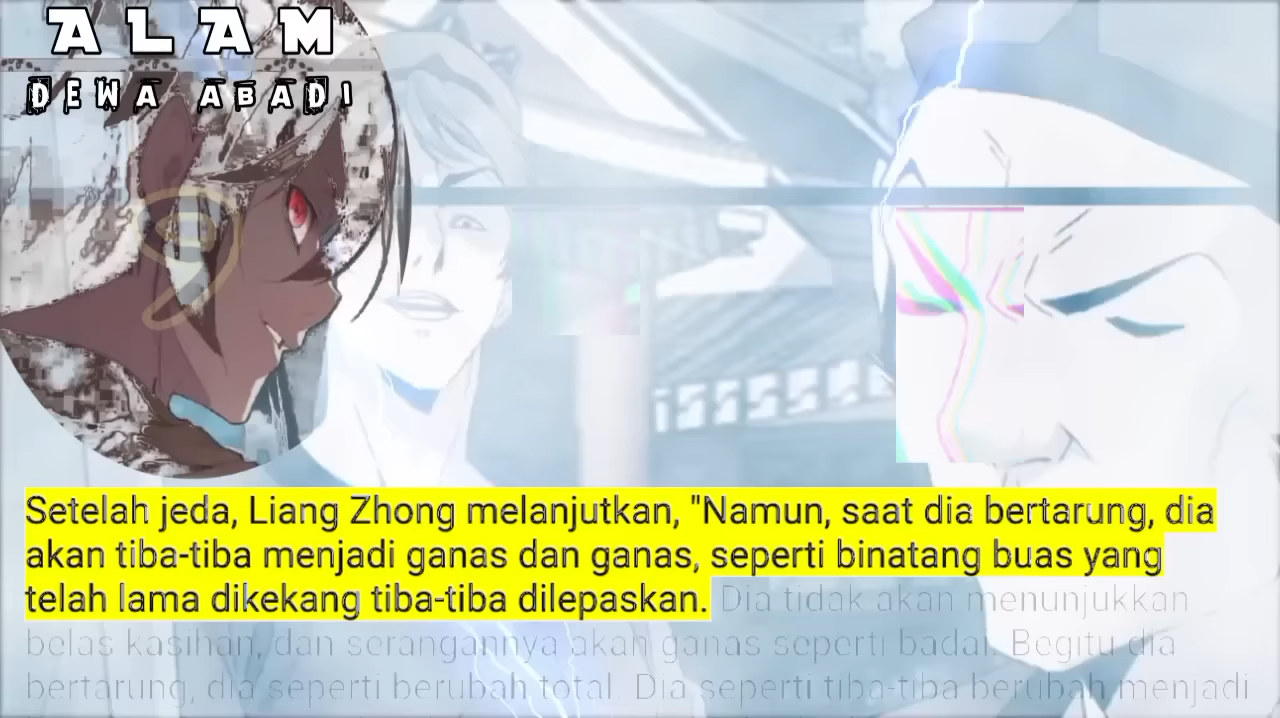 ALAM
DEWA ABADI
Setelah jeda, Liang Zhong melanjutkan, "Namun, saat dia bertarung, dia
akan tiba-tiba menjadi ganas dan ganas, seperti binatang buas yang
telah lama dikekang tiba-tiba dilepaskan. Dia tidak akan menunjukkan
belas kasihan, dan serangannya akan ganas seperti badai. Begitu dia
bertarung, dia seperti berubah total. Dia seperti tiba-tiba berubah menjadi